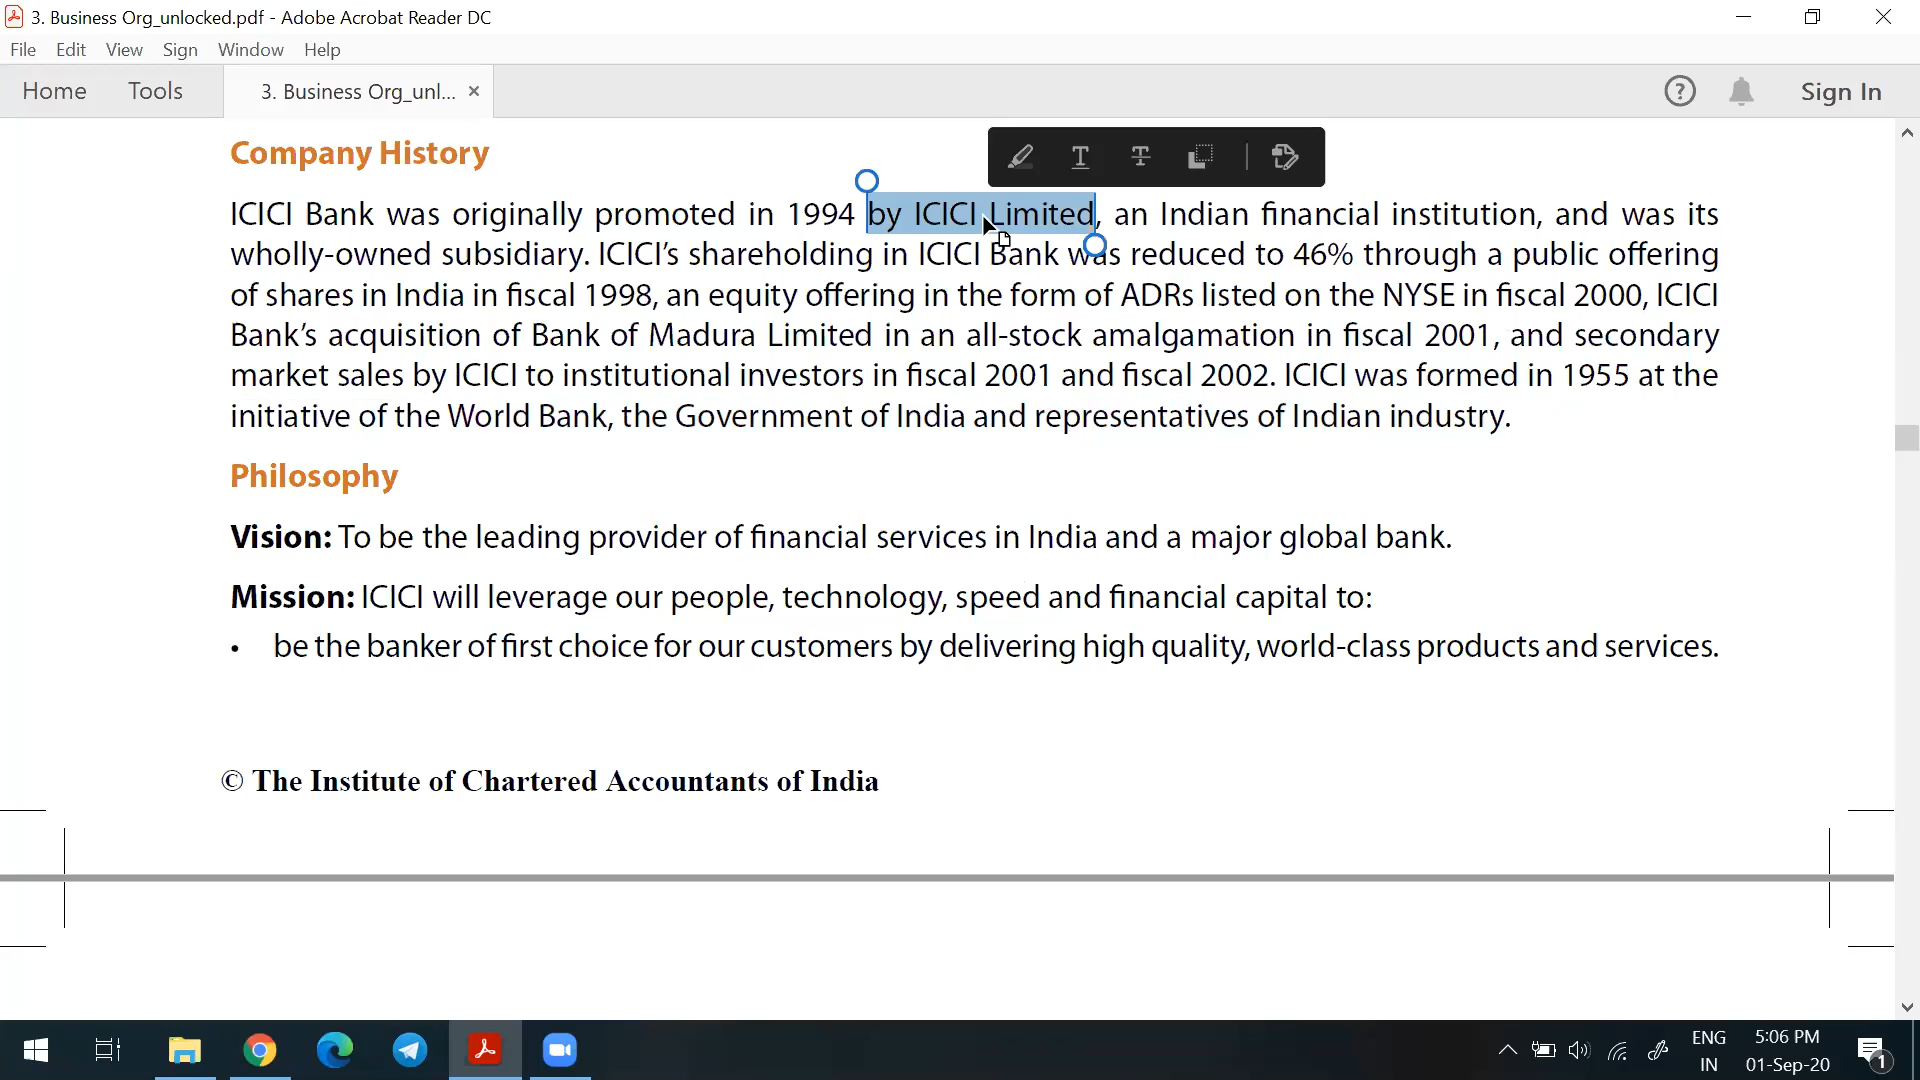 3. Business Org_unlocked.pdf - Adobe Acrobat Reader DC
File Edit View Sign Window Help
Home Tools 3. Business Org_unl... × Sign In
Company History
ICICI Bank was originally promoted in 1994 by ICICI Limited, an Indian financial institution, and was its
wholly-owned subsidiary. ICICI’s shareholding in ICICI Bank was reduced to 46% through a public offering
of shares in India in fiscal 1998, an equity offering in the form of ADRs listed on the NYSE in fiscal 2000, ICICI
Bank’s acquisition of Bank of Madura Limited in an all-stock amalgamation in fiscal 2001, and secondary
market sales by ICICI to institutional investors in fiscal 2001 and fiscal 2002. ICICI was formed in 1955 at the
initiative of the World Bank, the Government of India and representatives of Indian industry.
Philosophy
Vision: To be the leading provider of financial services in India and a major global bank.
Mission: ICICI will leverage our people, technology, speed and financial capital to:
• be the banker of first choice for our customers by delivering high quality, world-class products and services.
© The Institute of Chartered Accountants of India
ENG 5:06 PM
IN 01-Sep-20 1